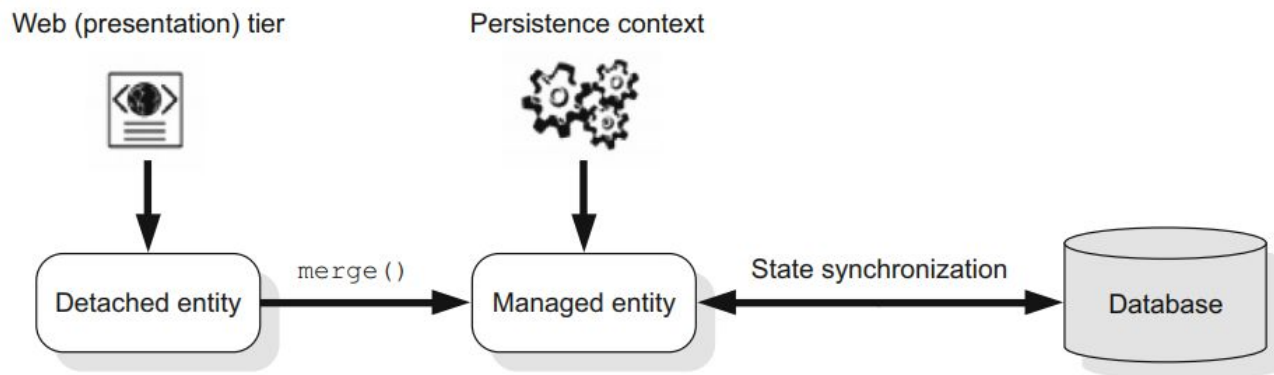 Web (presentation) tier
Persistence context
Detached entity
merge()
Managed entity
State synchronization
Database